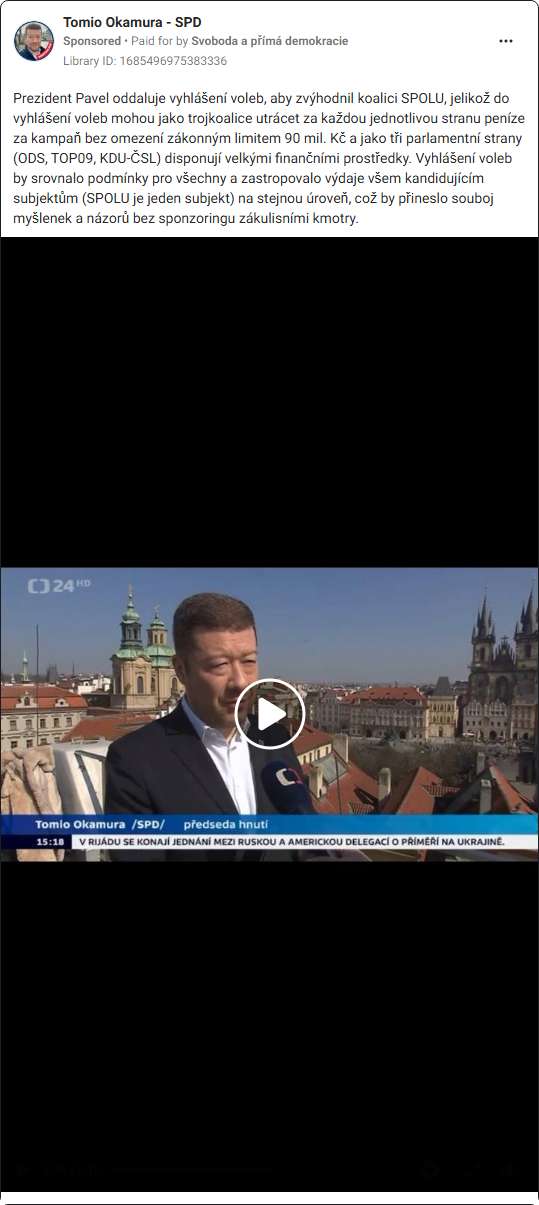 Tomio Okamura - SPD
Sponsored • Paid for by Svoboda a přímá demokracie
Library ID: 1685496975383336
Prezident Pavel oddaluje vyhlášení voleb, aby zvýhodnil koalici SPOLU, jelikož do
vyhlášení voleb mohou jako trojkoalice utrácet za každou jednotlivou stranu peníze
za kampaň bez omezení zákonným limitem 90 mil. Kč a jako tři parlamentní strany
(ODS, TOP09, KDU-ČSL) disponují velkými finančními prostředky. Vyhlášení voleb
by srovnalo podmínky pro všechny a zastropovalo výdaje všem kandidujícím
subjektům (SPOLU je jeden subjekt) na stejnou úroveň, což by přineslo souboj
myšlenek a názorů bez sponzoringu zákulisními kmotry.
24 HD
Tomio Okamura /SPD/ předseda hnutí
15:18 V RIJÁDU SE KONAJÍ JEDNÁNÍ MEZI RUSKOU A AMERICKOU DELEGACÍ O PŘÍMĚŘÍ NA UKRAJINĚ.